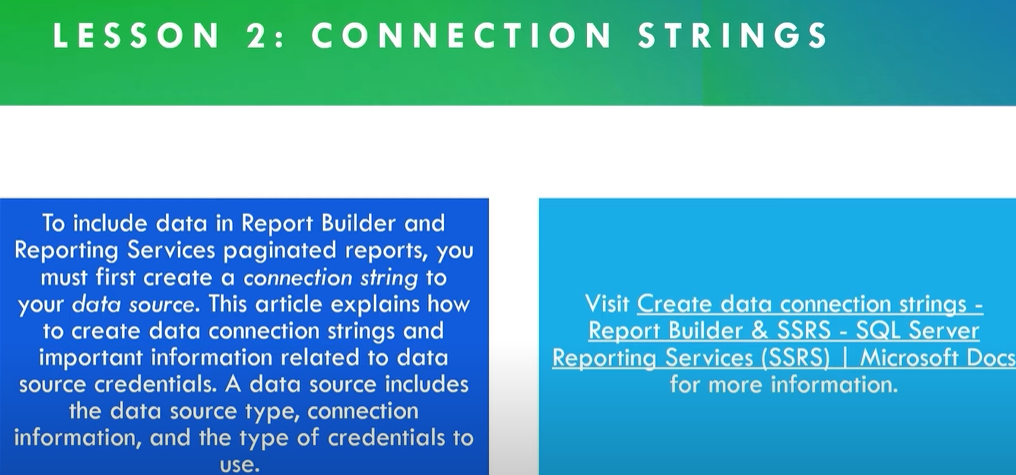 LESSON 2: CONNECTION STRINGS
To include data in Report Builder and
Reporting Services paginated reports, you
must first create a connection string to
your data source. This article explains how
to create data connection strings and
important information related to data
source credentials. A data source includes
the data source type, connection
information, and the type of credentials to
use.
Visit Create data connection strings -
Report Builder & SSRS - SQL Server
Reporting Services (SSRS) | Microsoft Docs
for more information.